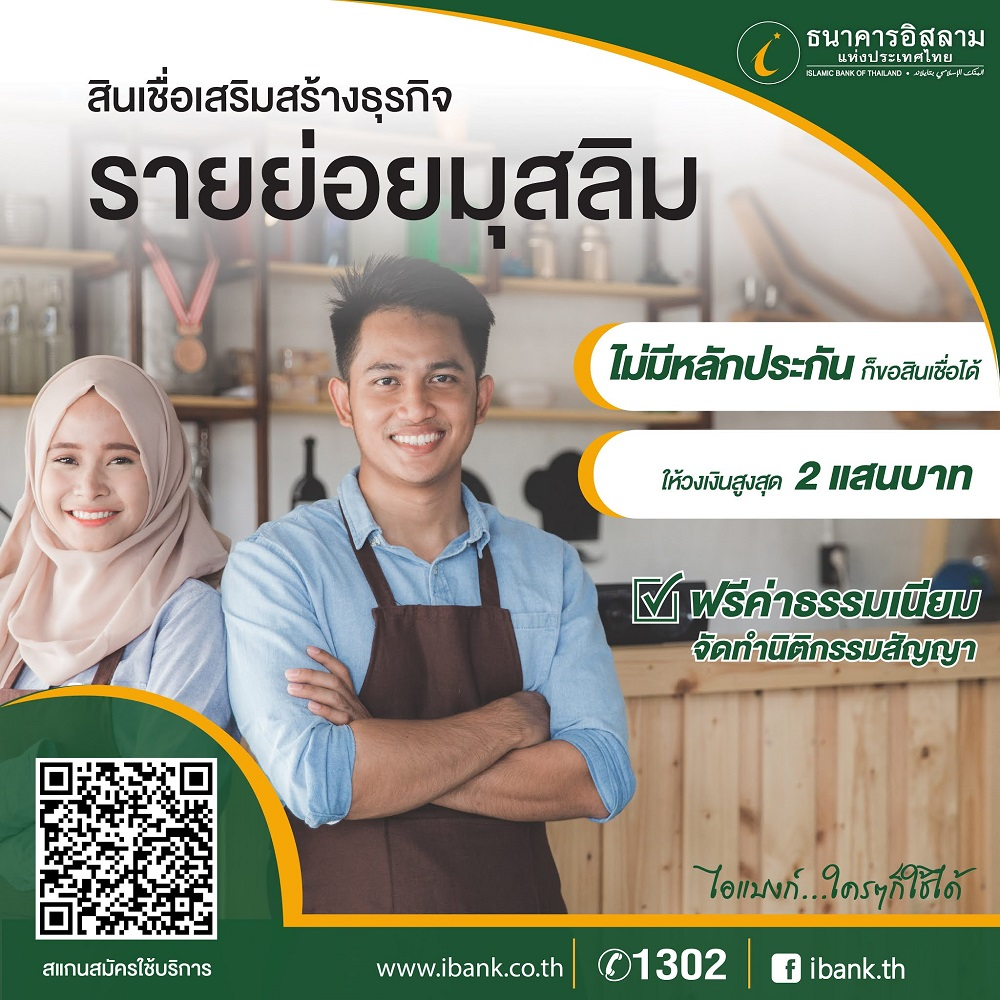 ธนาคารอิสลาม
แห่งประเทศไทย
ISLAMIC BANK OF THAILAND •
สินเชื่อเสริมสร้างธุรกิจ
รายย่อยมุสลิม
ไม่มีหลักประกัน ก็ขอสินเชื่อได้
ให้วงเงินสูงสุด 2 แสนบาท
ฟรีค่าธรรมเนียม
จัดทำนิติกรรมสัญญา
ไอแบงก์...ใครๆก็ใช้ได้
สแกนสมัครใช้บริการ
www.ibank.co.th
1302
ibank.th